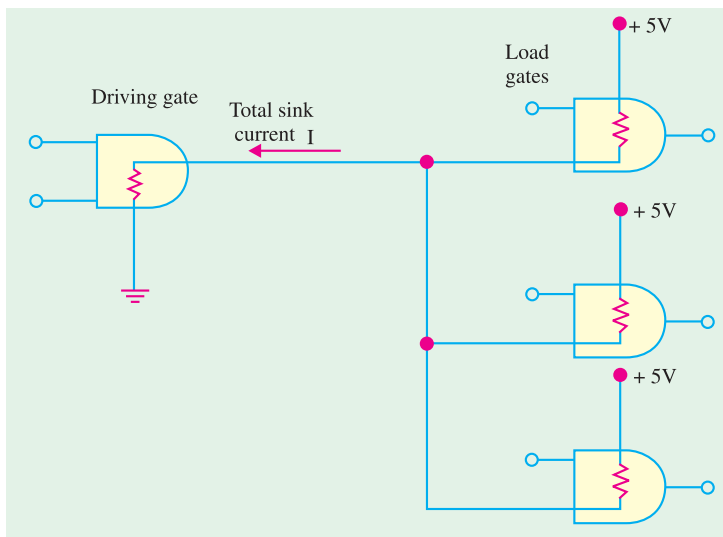 + 5V
Load
gates
Driving gate
Total sink
current I
+ 5V
+ 5V